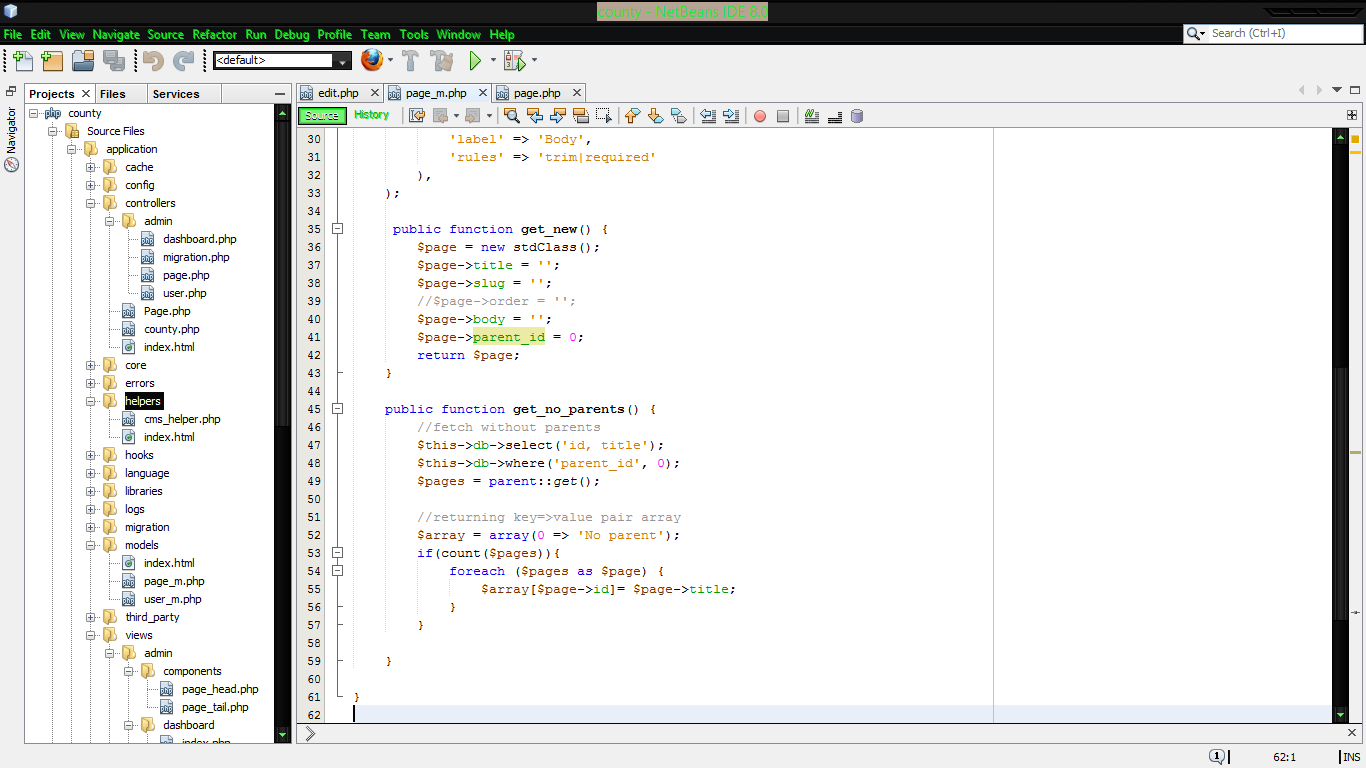 county - NetBeans IDE 8.0
File Edit View Navigate Source Refactor Run Debug Profile Team Tools Window Help
Search (Ctrl+I)
<default>
Projects Files Services
Navigator
county
Source Files
application
cache
config
controllers
admin
dashboard.php
migration.php
page.php
user.php
Page.php
county.php
index.html
core
errors
helpers
cms_helper.php
index.html
hooks
language
libraries
logs
migration
models
index.html
page_m.php
user_m.php
third_party
views
admin
components
page_head.php
page_tail.php
dashboard
index.php
edit.php page_m.php page.php
Source History
30 'label' => 'Body',
31 'rules' => 'trim|required'
32 ),
33 );
34
35 public function get_new() {
36 $page = new stdClass();
37 $page->title = '';
38 $page->slug = '';
39 //$page->order = '';
40 $page->body = '';
41 $page->parent_id = 0;
42 return $page;
43 }
44
45 public function get_no_parents() {
46 //fetch without parents
47 $this->db->select('id, title');
48 $this->db->where('parent_id', 0);
49 $pages = parent::get();
50
51 //returning key=>value pair array
52 $array = array(0 => 'No parent');
53 if(count($pages)){
54 foreach ($pages as $page) {
55 $array[$page->id]= $page->title;
56 }
57 }
58
59 }
60
61 }
62
1 62:1 INS